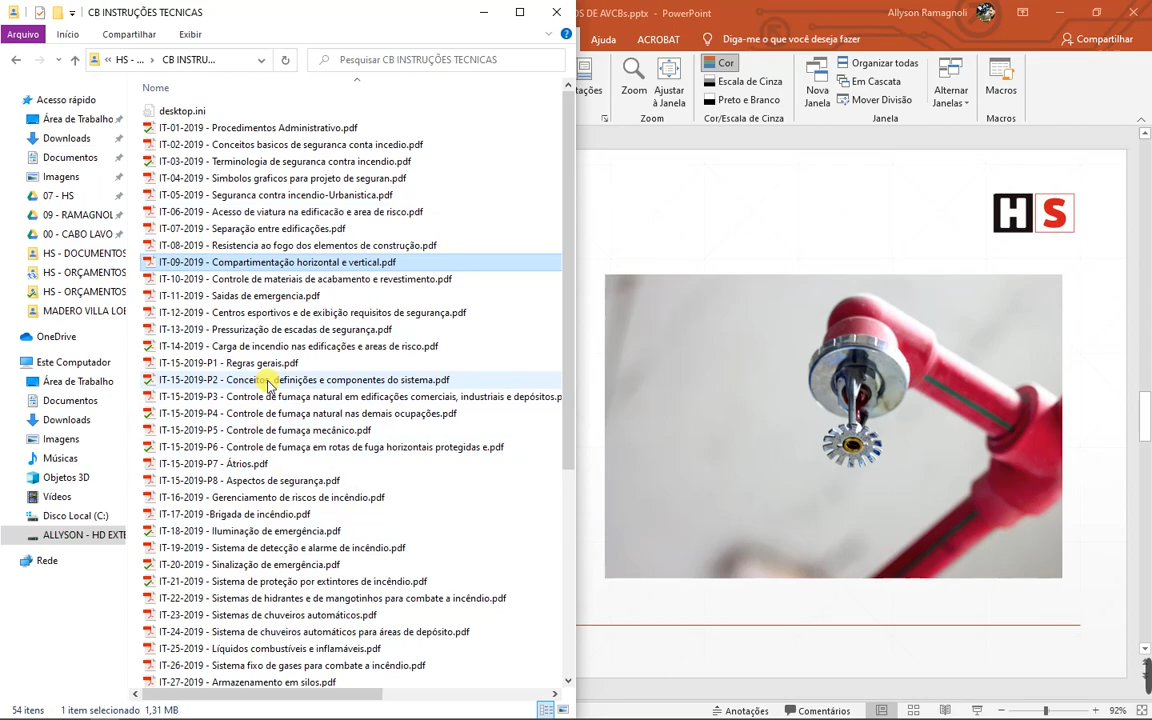 CB INSTRUÇÕES TECNICAS
Arquivo Início Compartilhar Exibir
HS - ... CB INSTRU...
Pesquisar CB INSTRUÇÕES TECNICAS
Nome
Acesso rápido
Área de Trabalho
Downloads
Documentos
Imagens
07 - HS
09 - RAMAGNOL
00 - CABO LAVO
HS - DOCUMENTOS
HS - ORÇAMENTOS
HS - ORÇAMENTOS
MADERO VILLA LOB
OneDrive
Este Computador
Área de Trabalho
Documentos
Downloads
Imagens
Músicas
Objetos 3D
Vídeos
Disco Local (C:)
ALLYSON - HD EXTE
Rede
desktop.ini
IT-01-2019 - Procedimentos Administrativo.pdf
IT-02-2019 - Conceitos basicos de seguranca conta incedio.pdf
IT-03-2019 - Terminologia de seguranca contra incendio.pdf
IT-04-2019 - Simbolos graficos para projeto de seguran.pdf
IT-05-2019 - Seguranca contra incendio-Urbanistica.pdf
IT-06-2019 - Acesso de viatura na edificacão e area de risco.pdf
IT-07-2019 - Separação entre edificações.pdf
IT-08-2019 - Resistencia ao fogo dos elementos de construção.pdf
IT-09-2019 - Compartimentação horizontal e vertical.pdf
IT-10-2019 - Controle de materiais de acabamento e revestimento.pdf
IT-11-2019 - Saidas de emergencia.pdf
IT-12-2019 - Centros esportivos e de exibição requisitos de segurança.pdf
IT-13-2019 - Pressurização de escadas de segurança.pdf
IT-14-2019 - Carga de incendio nas edificações e areas de risco.pdf
IT-15-2019-P1 - Regras gerais.pdf
IT-15-2019-P2 - Conceitos, definições e componentes do sistema.pdf
IT-15-2019-P3 - Controle de fumaça natural em edificações comerciais, industriais e depósitos.p
IT-15-2019-P4 - Controle de fumaça natural nas demais ocupações.pdf
IT-15-2019-P5 - Controle de fumaça mecânico.pdf
IT-15-2019-P6 - Controle de fumaça em rotas de fuga horizontais protegidas e.pdf
IT-15-2019-P7 - Átrios.pdf
IT-15-2019-P8 - Aspectos de segurança.pdf
IT-16-2019 - Gerenciamento de riscos de incêndio.pdf
IT-17-2019 -Brigada de incêndio.pdf
IT-18-2019 - Iluminação de emergência.pdf
IT-19-2019 - Sistema de detecção e alarme de incêndio.pdf
IT-20-2019 - Sinalização de emergência.pdf
IT-21-2019 - Sistema de proteção por extintores de incêndio.pdf
IT-22-2019 - Sistemas de hidrantes e de mangotinhos para combate a incêndio.pdf
IT-23-2019 - Sistemas de chuveiros automáticos.pdf
IT-24-2019 - Sistema de chuveiros automáticos para áreas de depósito.pdf
IT-25-2019 - Líquidos combustíveis e inflamáveis.pdf
IT-26-2019 - Sistema fixo de gases para combate a incêndio.pdf
IT-27-2019 - Armazenamento em silos.pdf
54 itens 1 item selecionado 1,31 MB
OS DE AVCBs.pptx - PowerPoint
Allyson Ramagnoli
Ajuda ACROBAT Diga-me o que você deseja fazer
Compartilhar
tações
Zoom
Ajustar
à Janela
Zoom
Cor
Escala de Cinza
Preto e Branco
Cor/Escala de Cinza
Nova
Janela
Organizar todas
Em Cascata
Mover Divisão
Janela
Alternar
Janelas
Macros
Macros
HS
Anotações Comentários 92%